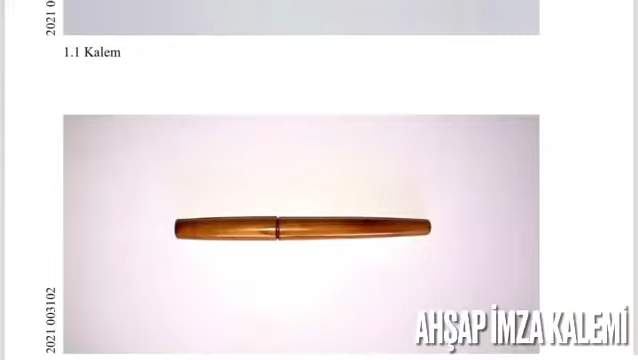 2021 0
1.1 Kalem
2021 003102
AHŞAP İMZA KALEMİ